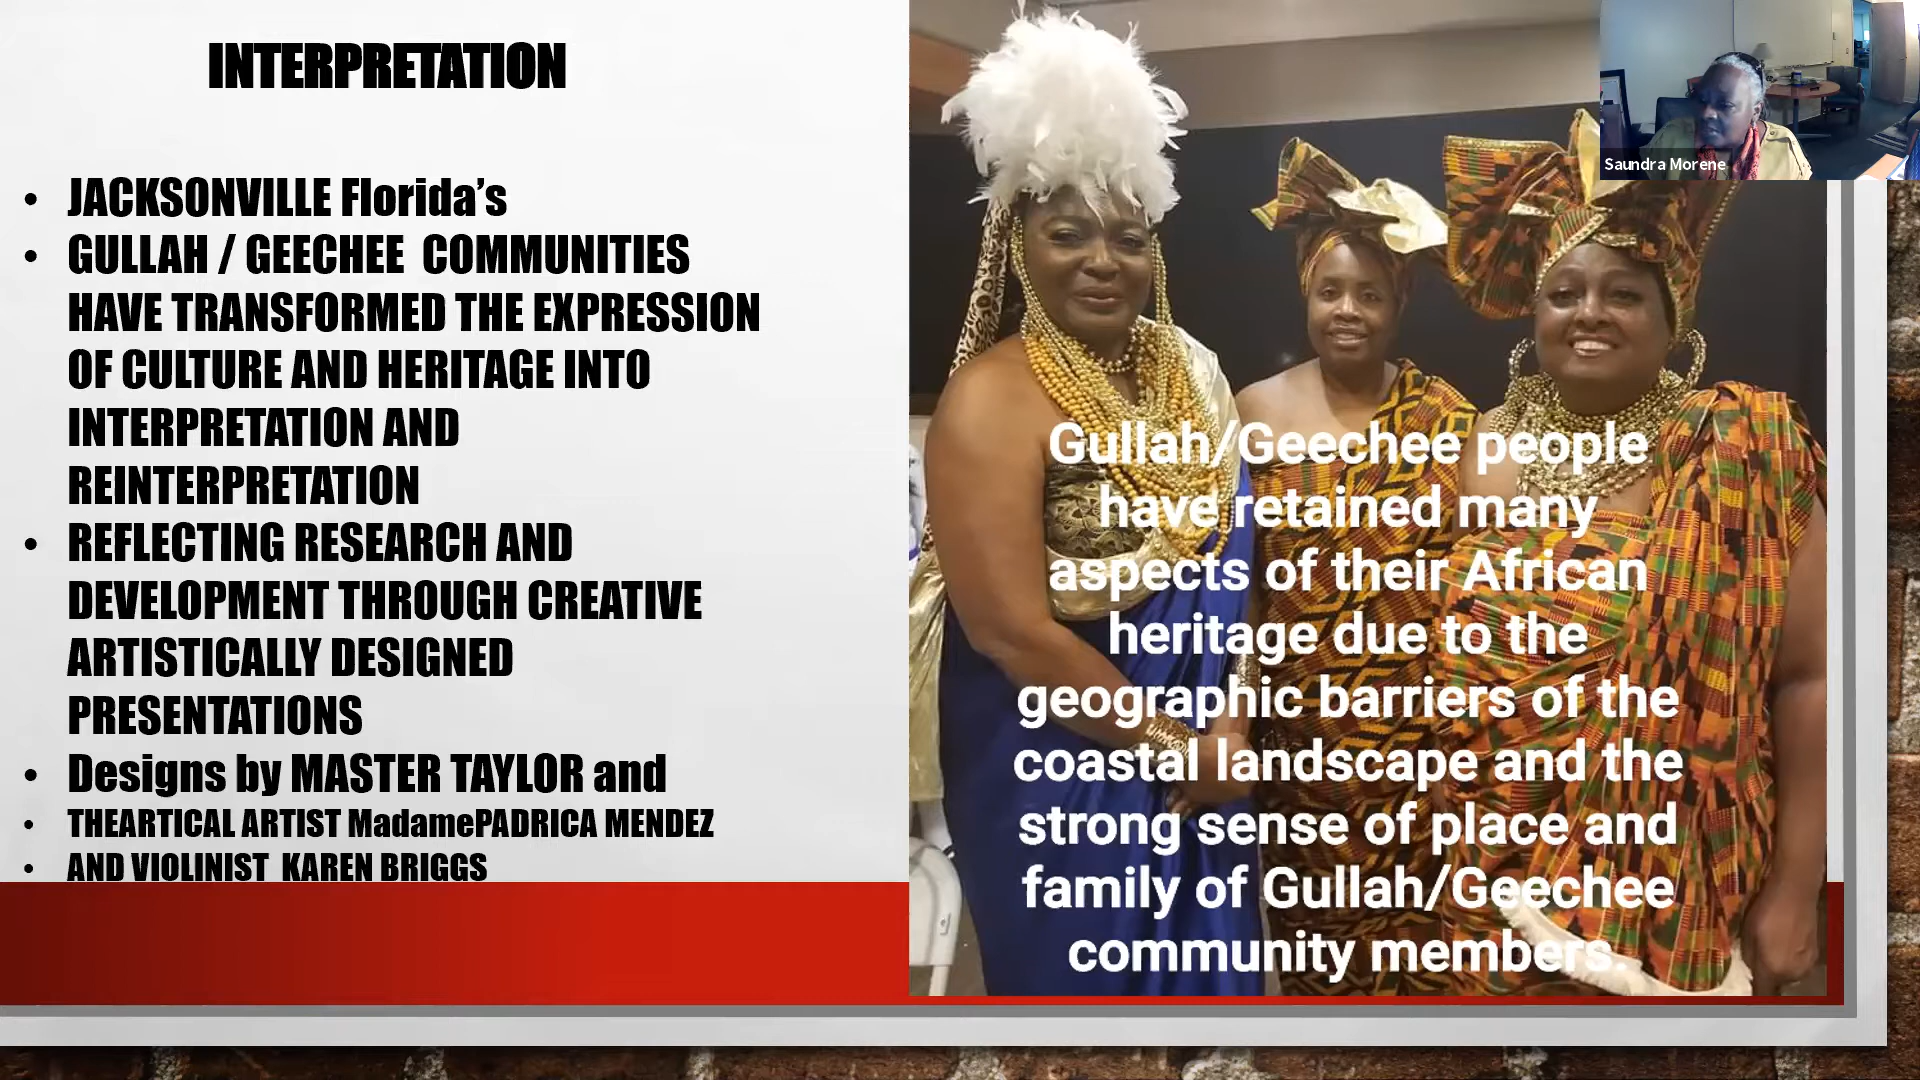 INTERPRETATION
• JACKSONVILLE Florida’s
• GULLAH / GEECHEE COMMUNITIES
HAVE TRANSFORMED THE EXPRESSION
OF CULTURE AND HERITAGE INTO
INTERPRETATION AND
REINTERPRETATION
• REFLECTING RESEARCH AND
DEVELOPMENT THROUGH CREATIVE
ARTISTICALLY DESIGNED
PRESENTATIONS
• Designs by MASTER TAYLOR and
• THEARTICAL ARTIST MadamePADRICA MENDEZ
• AND VIOLINIST KAREN BRIGGS
Gullah/Geechee people
have retained many
aspects of their African
heritage due to the
geographic barriers of the
coastal landscape and the
strong sense of place and
family of Gullah/Geechee
community members.
Saundra Morene